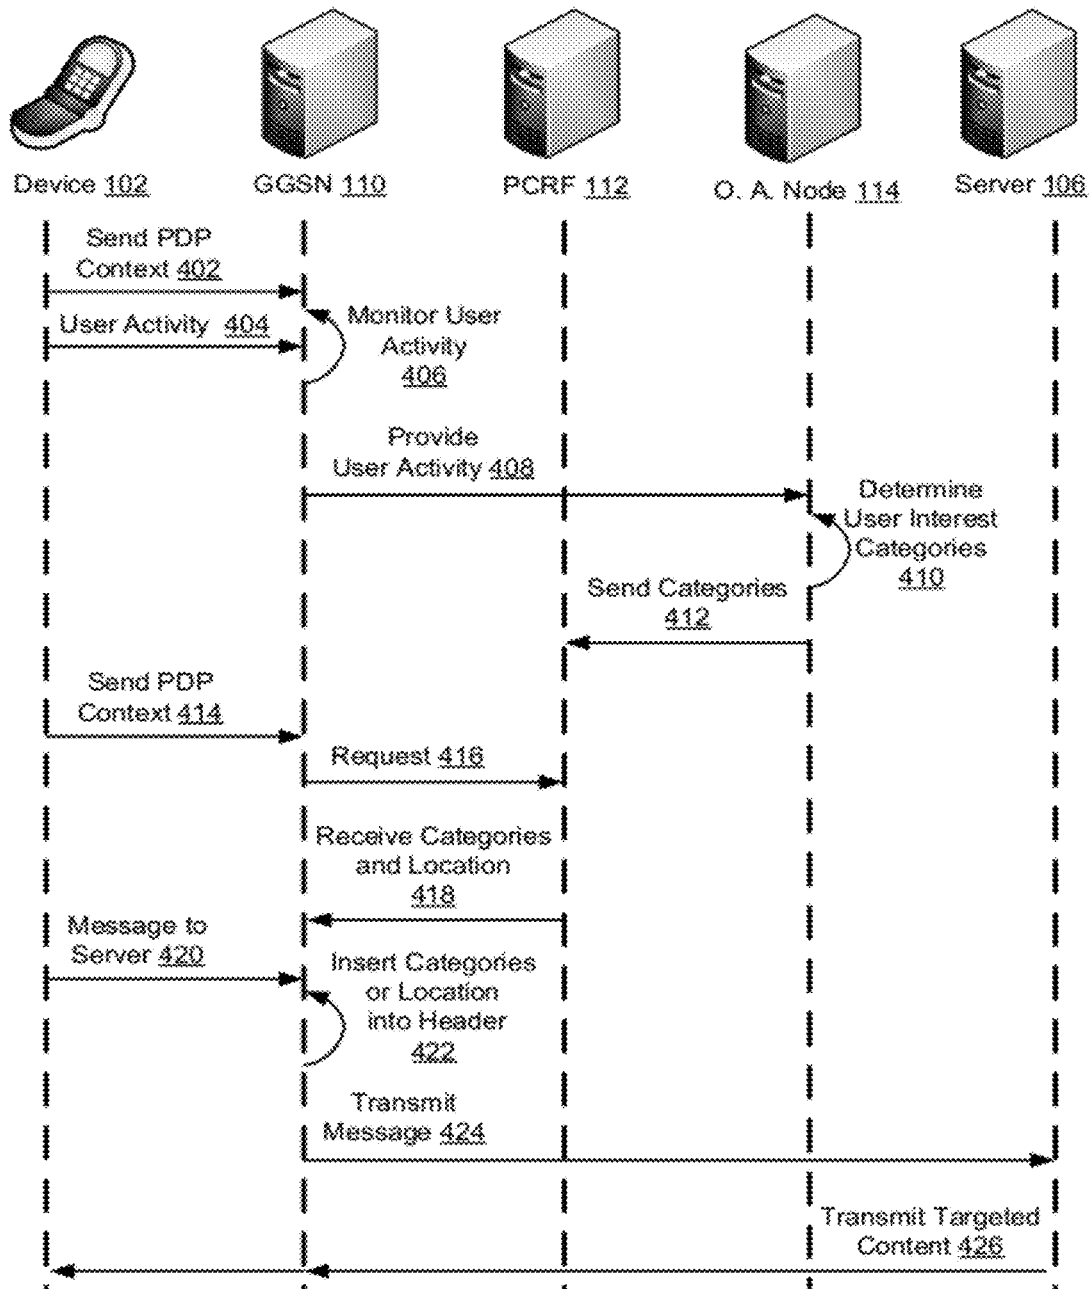 Device 102
GGSN 110
PCRF 112
O. A. Node 114
Server 106
Send PDP
Context 402
User Activity 404
Monitor User
Activity
406
Provide
User Activity 408
Determine
User Interest
Categories
410
Send Categories
412
Send PDP
Context 414
Request 416
Receive Categories
and Location
418
Message to
Server 420
Insert Categories
or Location
into Header
422
Transmit
Message 424
Transmit Targeted
Content 426